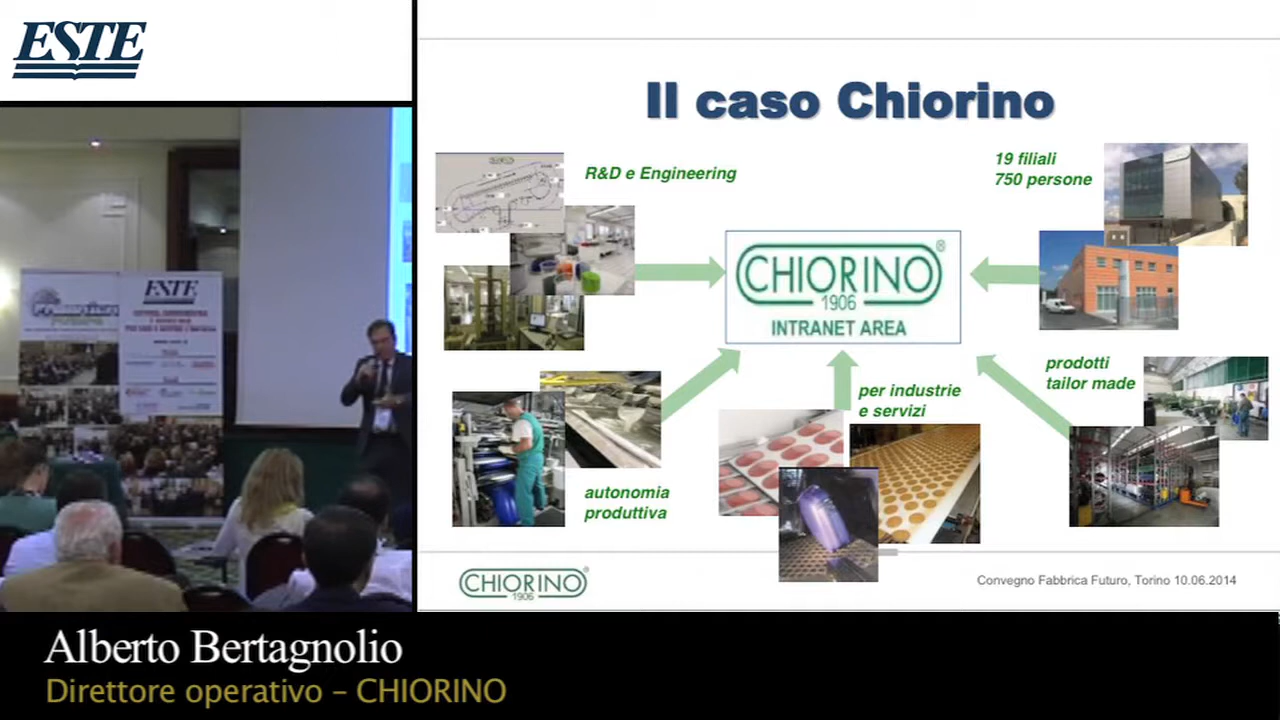 ESTE
Il caso Chiorino
R&D e Engineering
19 filiali
750 persone
CHIORINO®
1906
INTRANET AREA
prodotti
tailor made
per industrie
e servizi
autonomia
produttiva
CHIORINO®
1906
Convegno Fabbrica Futuro, Torino 10.06.2014
ESTE
Alberto Bertagnolio
Direttore operativo – CHIORINO